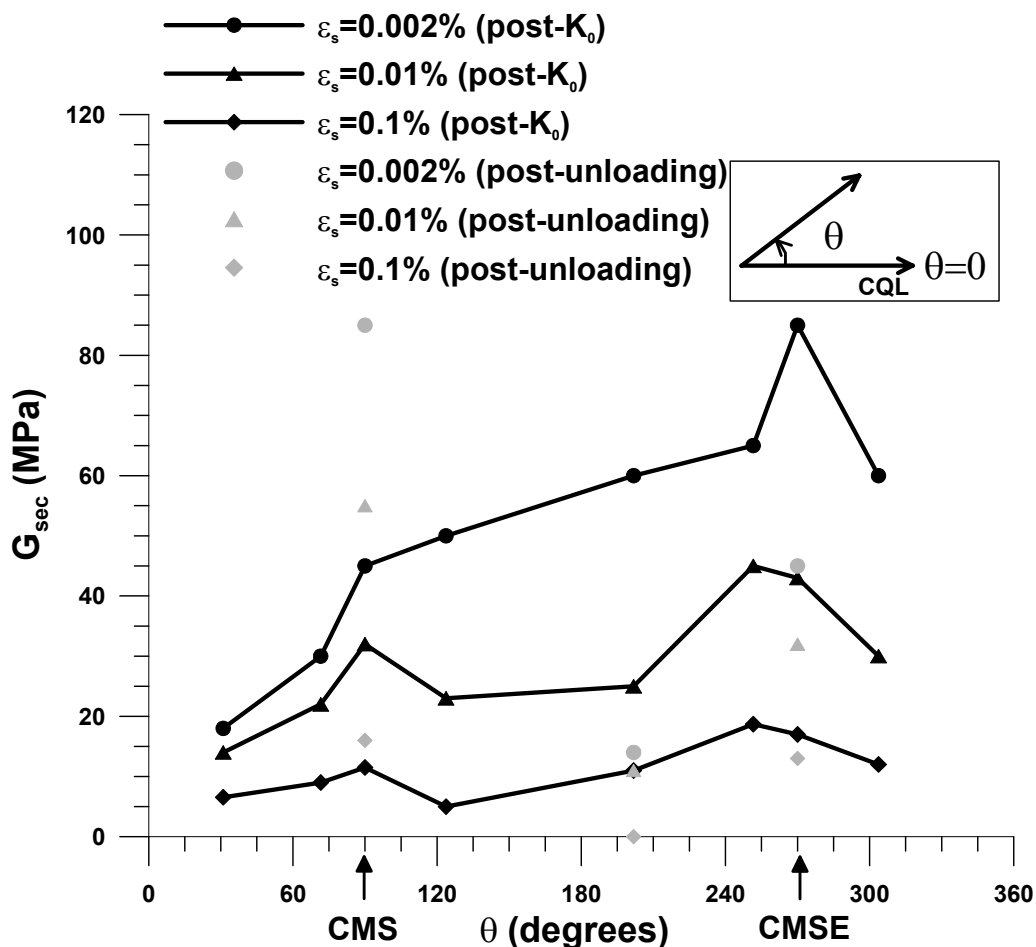 εs=0.002% (post-K0)
εs=0.01% (post-K0)
εs=0.1% (post-K0)
εs=0.002% (post-unloading)
εs=0.01% (post-unloading)
εs=0.1% (post-unloading)
θ
θ=0
CQL
120
100
80
60
40
20
0
Gsec (MPa)
0 60 120 180 240 300 360
CMS θ (degrees) CMSE